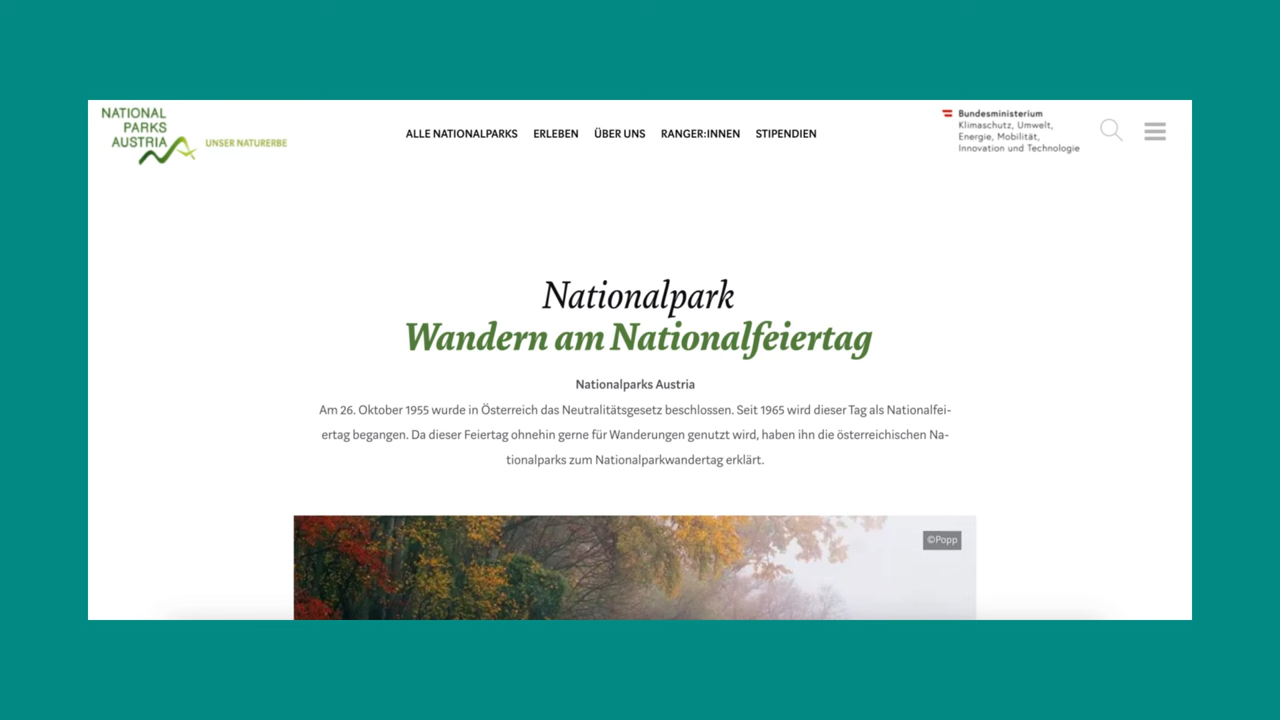 NATIONAL
PARKS
AUSTRIA
UNSER NATURERBE
ALLE NATIONALPARKS ERLEBEN ÜBER UNS RANGER:INNEN STIPENDIEN
Bundesministerium
Klimaschutz, Umwelt,
Energie, Mobilität,
Innovation und Technologie
Nationalpark
Wandern am Nationalfeiertag
Nationalparks Austria
Am 26. Oktober 1955 wurde in Österreich das Neutralitätsgesetz beschlossen. Seit 1965 wird dieser Tag als Nationalfei-
ertag begangen. Da dieser Feiertag ohnehin gerne für Wanderungen genutzt wird, haben ihn die österreichischen Na-
tionalparks zum Nationalparkwandertag erklärt.
©Popp